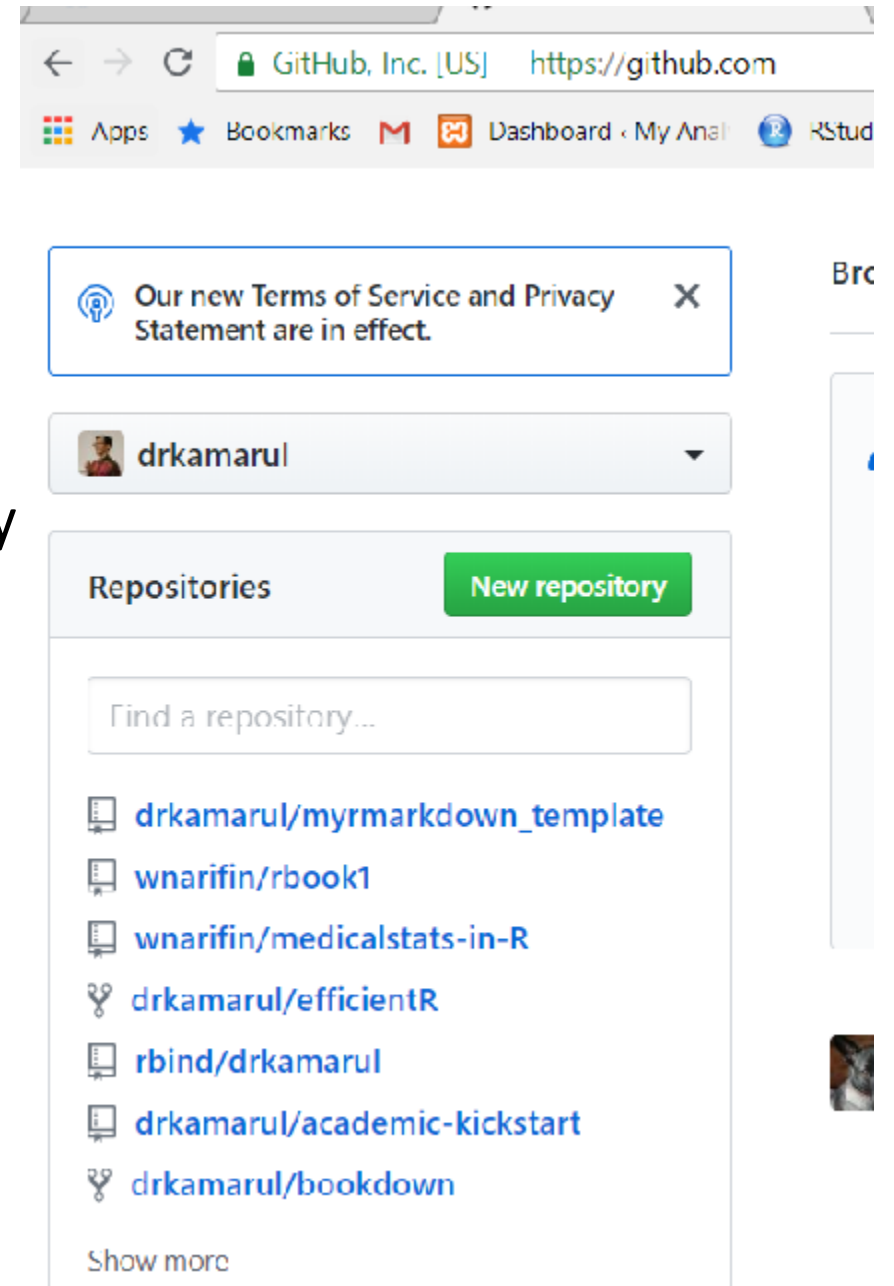 GitHub, Inc. [US] https://github.com
Apps Bookmarks Dashboard ‹ My Anal RStud
Our new Terms of Service and Privacy
Statement are in effect.
Bro
drkamarul
y
Repositories New repository
Find a repository...
drkamarul/myrmarkdown_template
wnarifin/rbook1
wnarifin/medicalstats-in-R
drkamarul/efficientR
rbind/drkamarul
drkamarul/academic-kickstart
drkamarul/bookdown
Show more